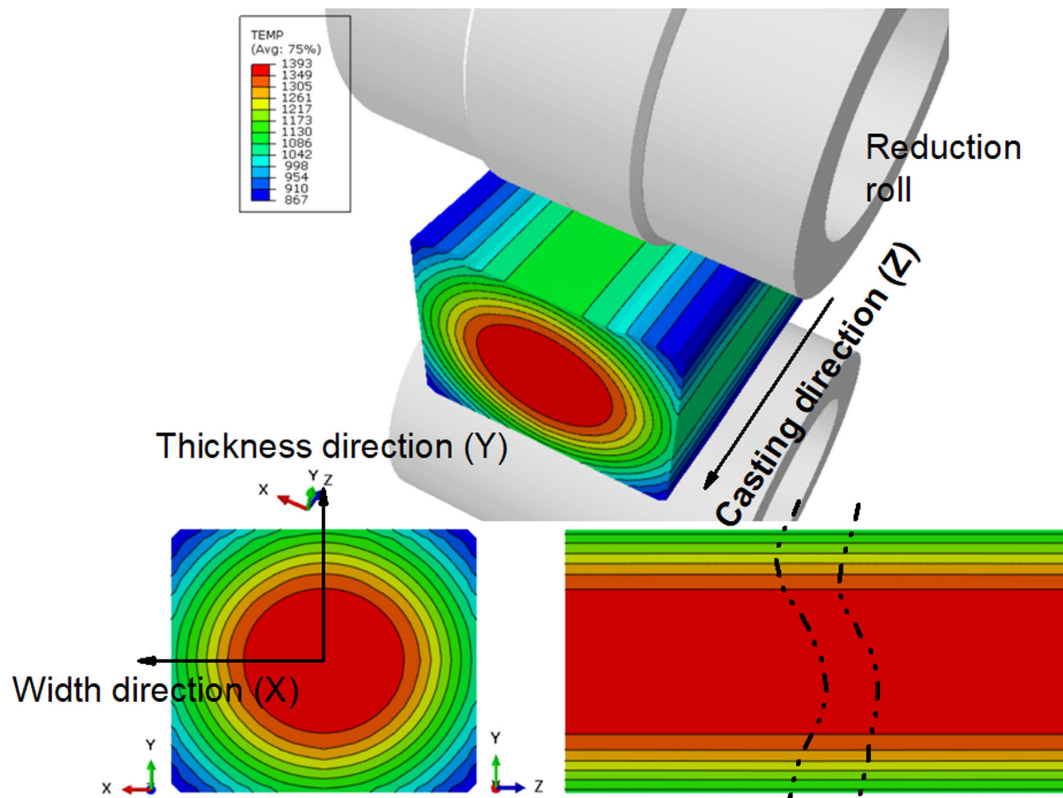 TEMP
(Avg: 75%)
1393
1349
1305
1261
1217
1173
1130
1086
1042
998
954
910
867
Reduction
roll
Casting direction (Z)
Thickness direction (Y)
Y
Z
X
Width direction (X)
Y
X
Z
Y
Z